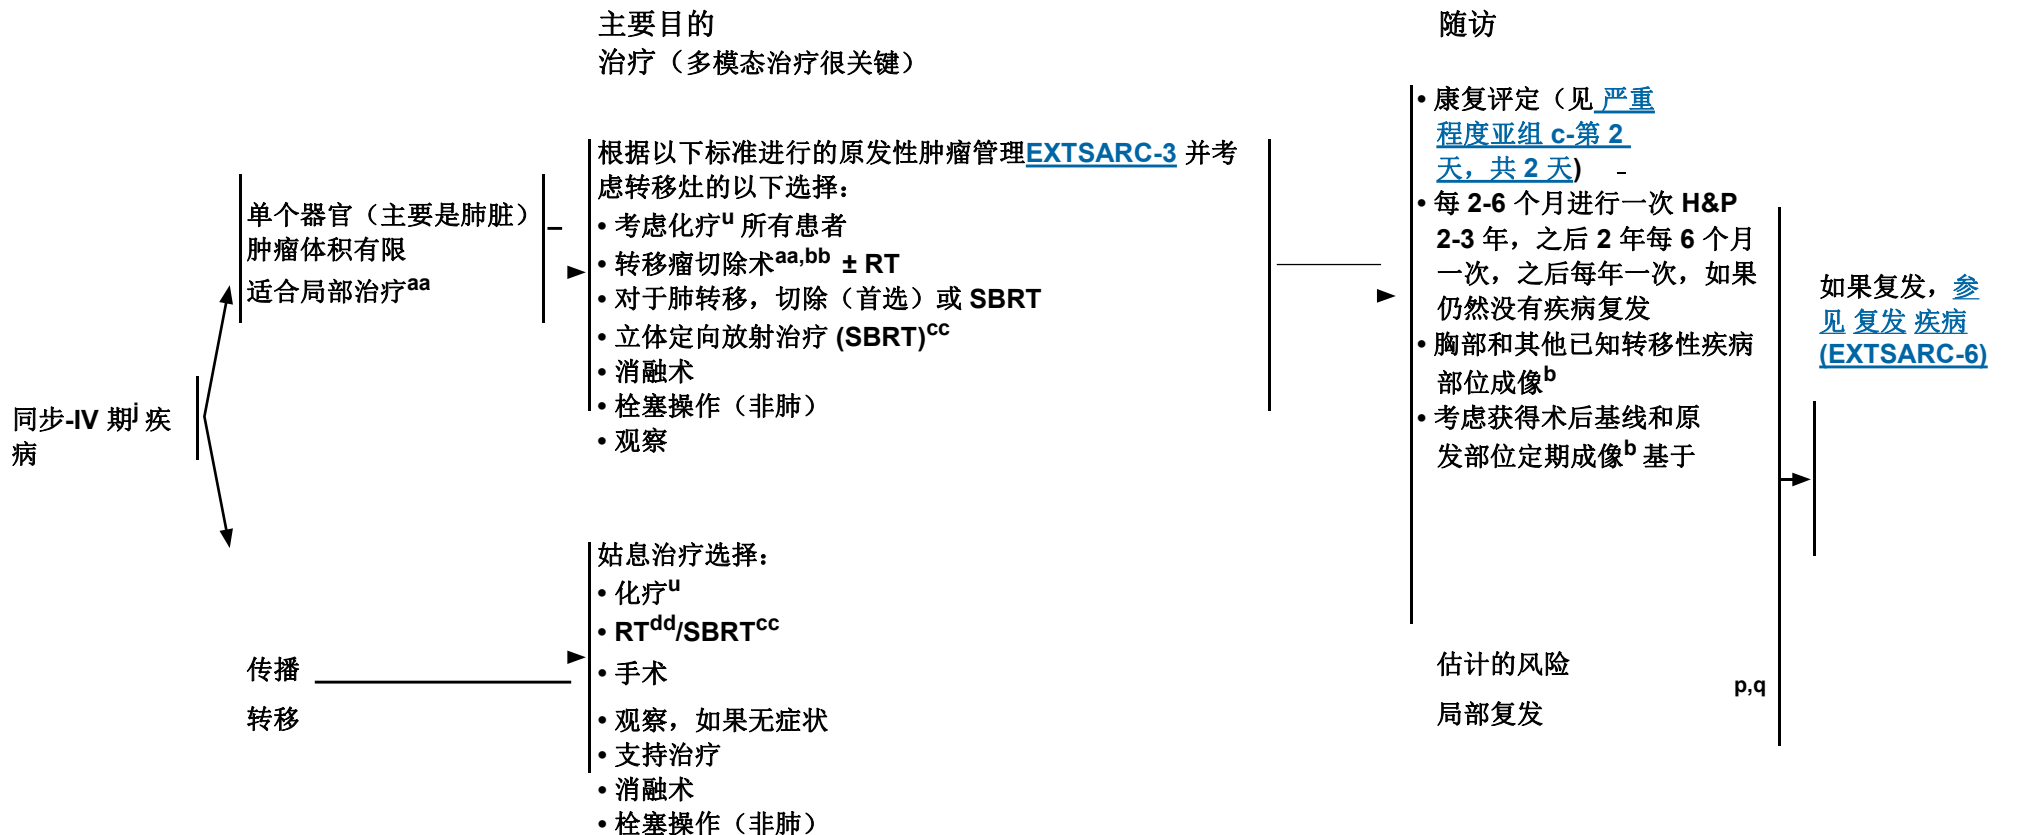 主要目的
治疗（多模态治疗很关键）
随访
同步-IV 期j 疾
病
单个器官（主要是肺脏）
肿瘤体积有限
适合局部治疗aa
根据以下标准进行的原发性肿瘤管理EXTSARC-3 并考
虑转移灶的以下选择：
• 考虑化疗u 所有患者
• 转移瘤切除术aa,bb ± RT
• 对于肺转移，切除（首选）或 SBRT
• 立体定向放射治疗 (SBRT)cc
• 消融术
• 栓塞操作（非肺）
• 观察
传播
转移
姑息治疗选择：
• 化疗u
• RTdd/SBRTcc
• 手术
• 观察，如果无症状
• 支持治疗
• 消融术
• 栓塞操作（非肺）
• 康复评定（见 严重
程度亚组 c-第 2
天，共 2 天)
• 每 2-6 个月进行一次 H&P
2-3 年，之后 2 年每 6 个月
一次，之后每年一次，如果
仍然没有疾病复发
• 胸部和其他已知转移性疾病
部位成像b
• 考虑获得术后基线和原
发部位定期成像b 基于
估计的风险
局部复发
p,q
如果复发，参
见 复发 疾病
(EXTSARC-6)